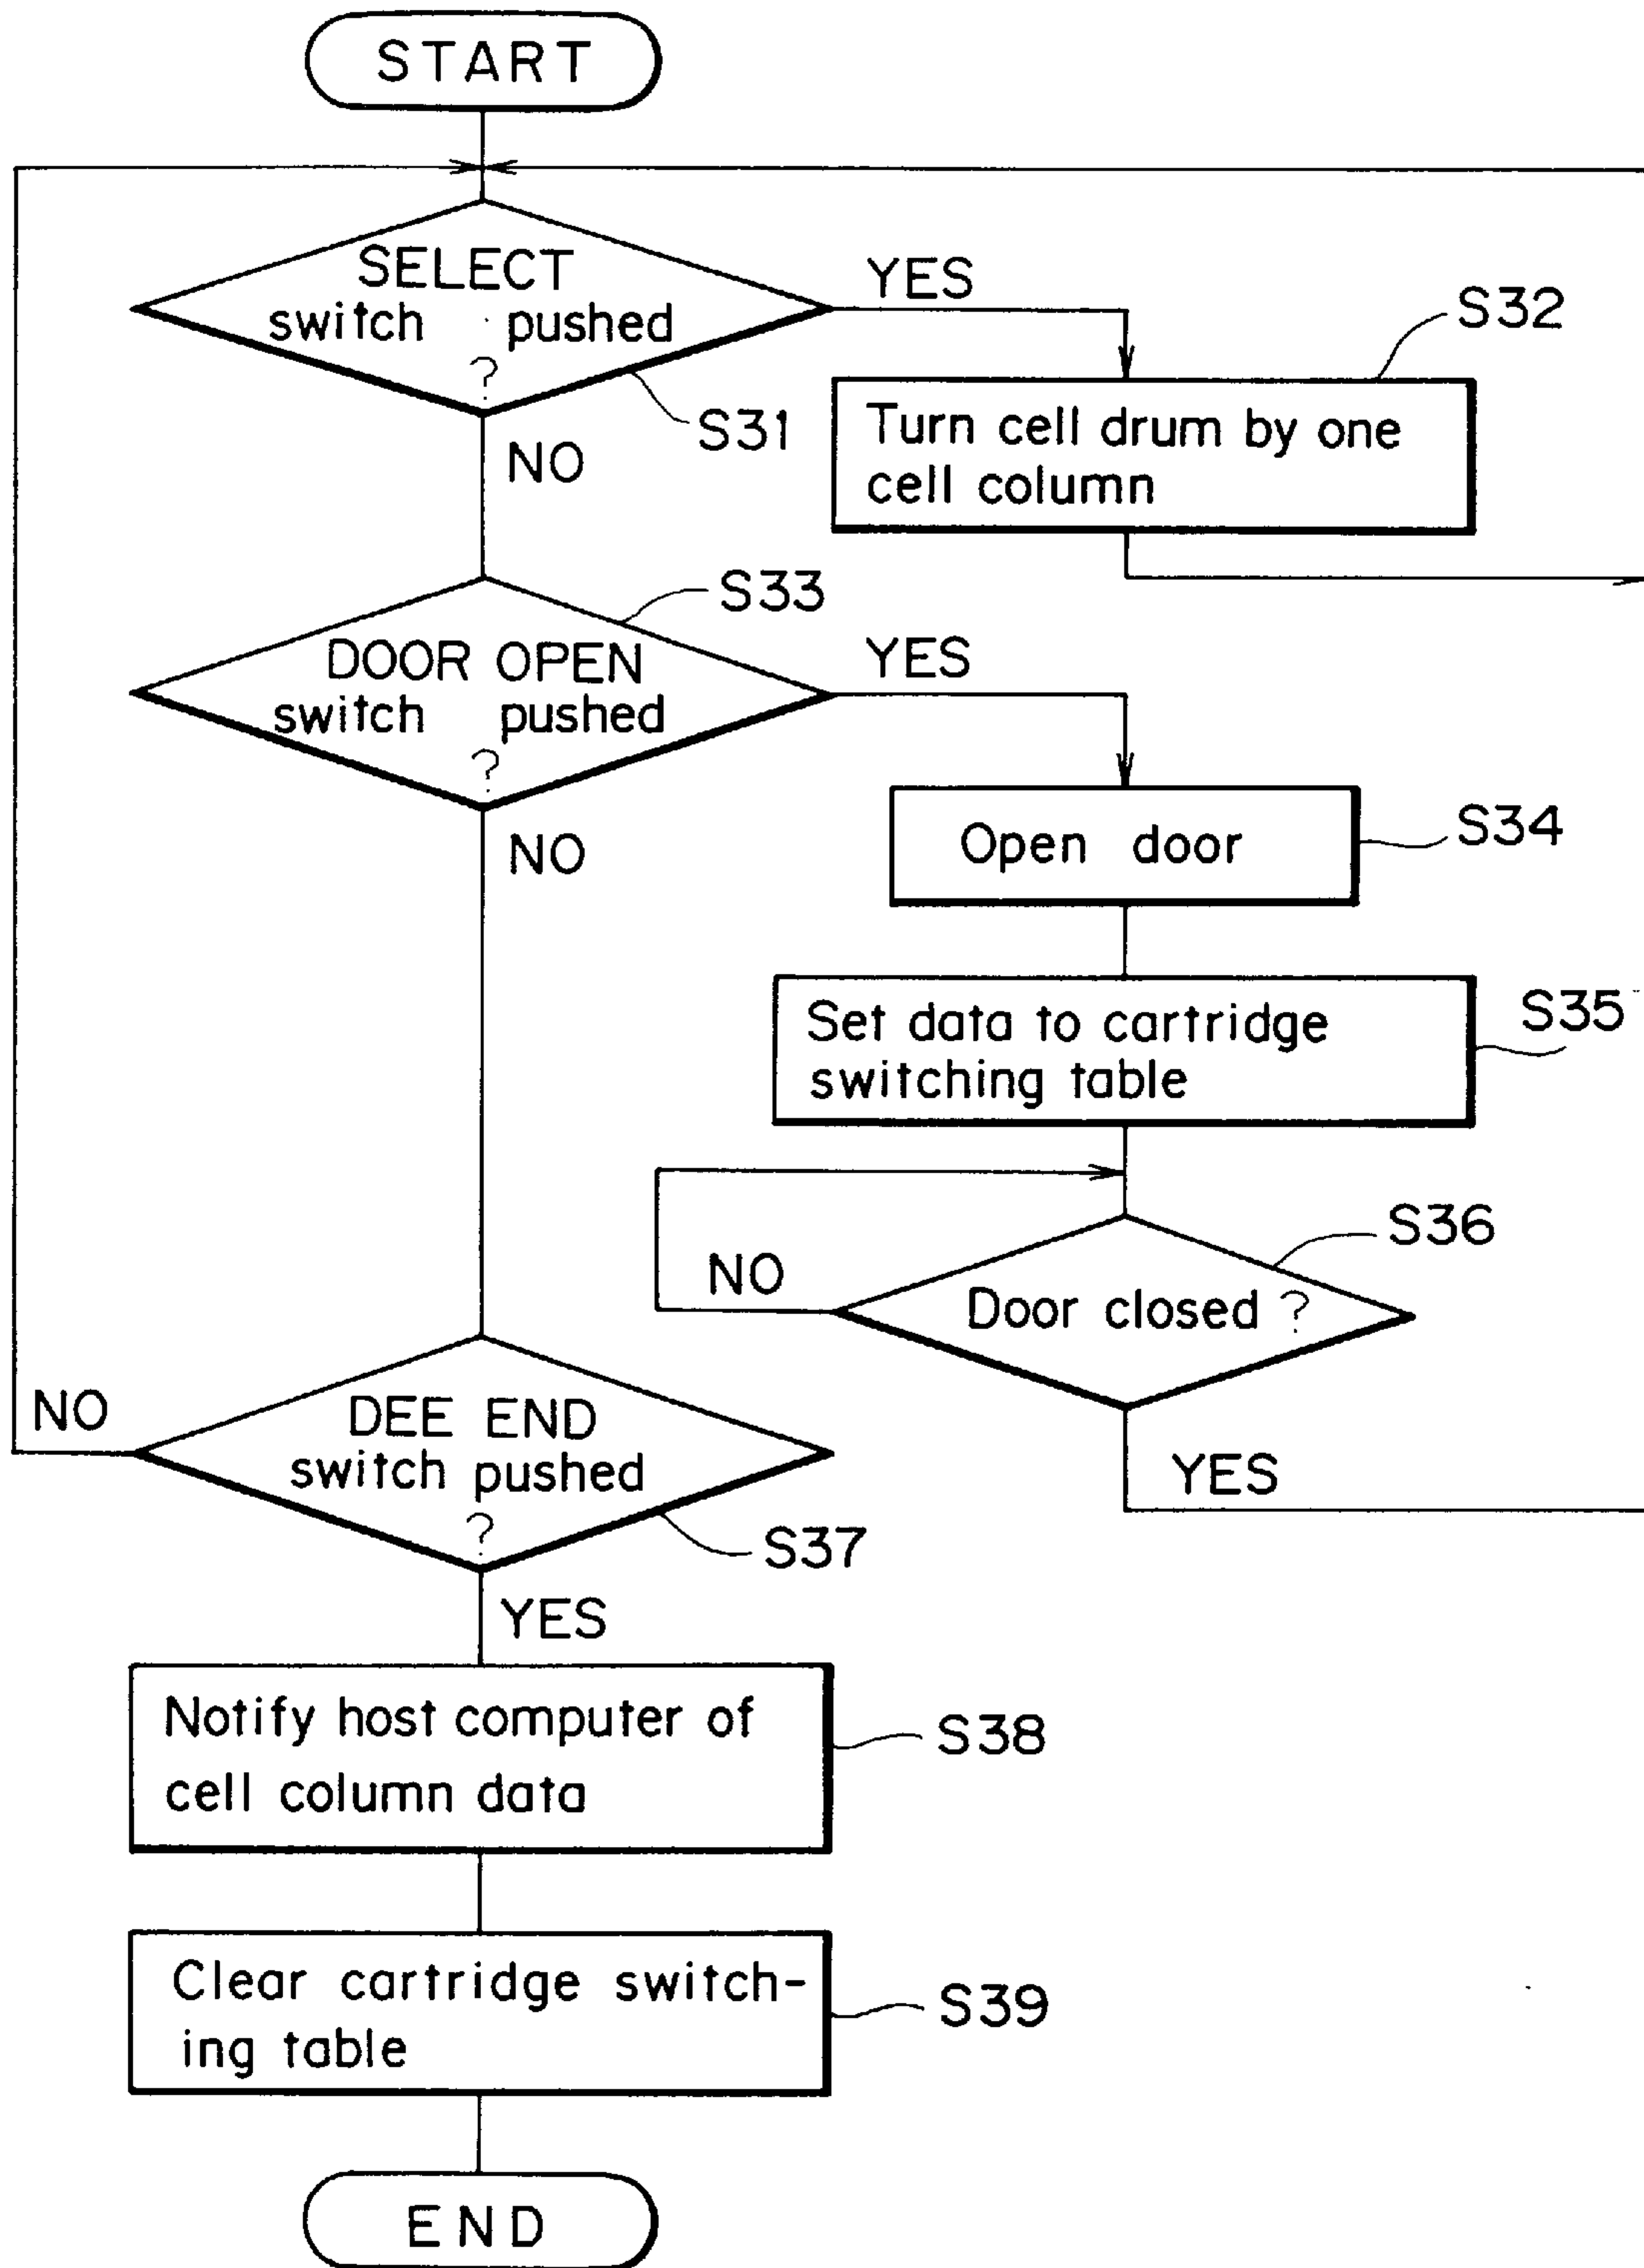 START
SELECT
switch pushed
?
YES
S31
NO
S32
Turn cell drum by one
cell column
S33
DOOR OPEN
switch pushed
?
YES
NO
Open door
S34
Set data to cartridge
switching table
S35
NO
Door closed ?
S36
YES
NO
DEE END
switch pushed
?
S37
YES
Notify host computer of
cell column data
S38
Clear cartridge switch-
ing table
S39
END